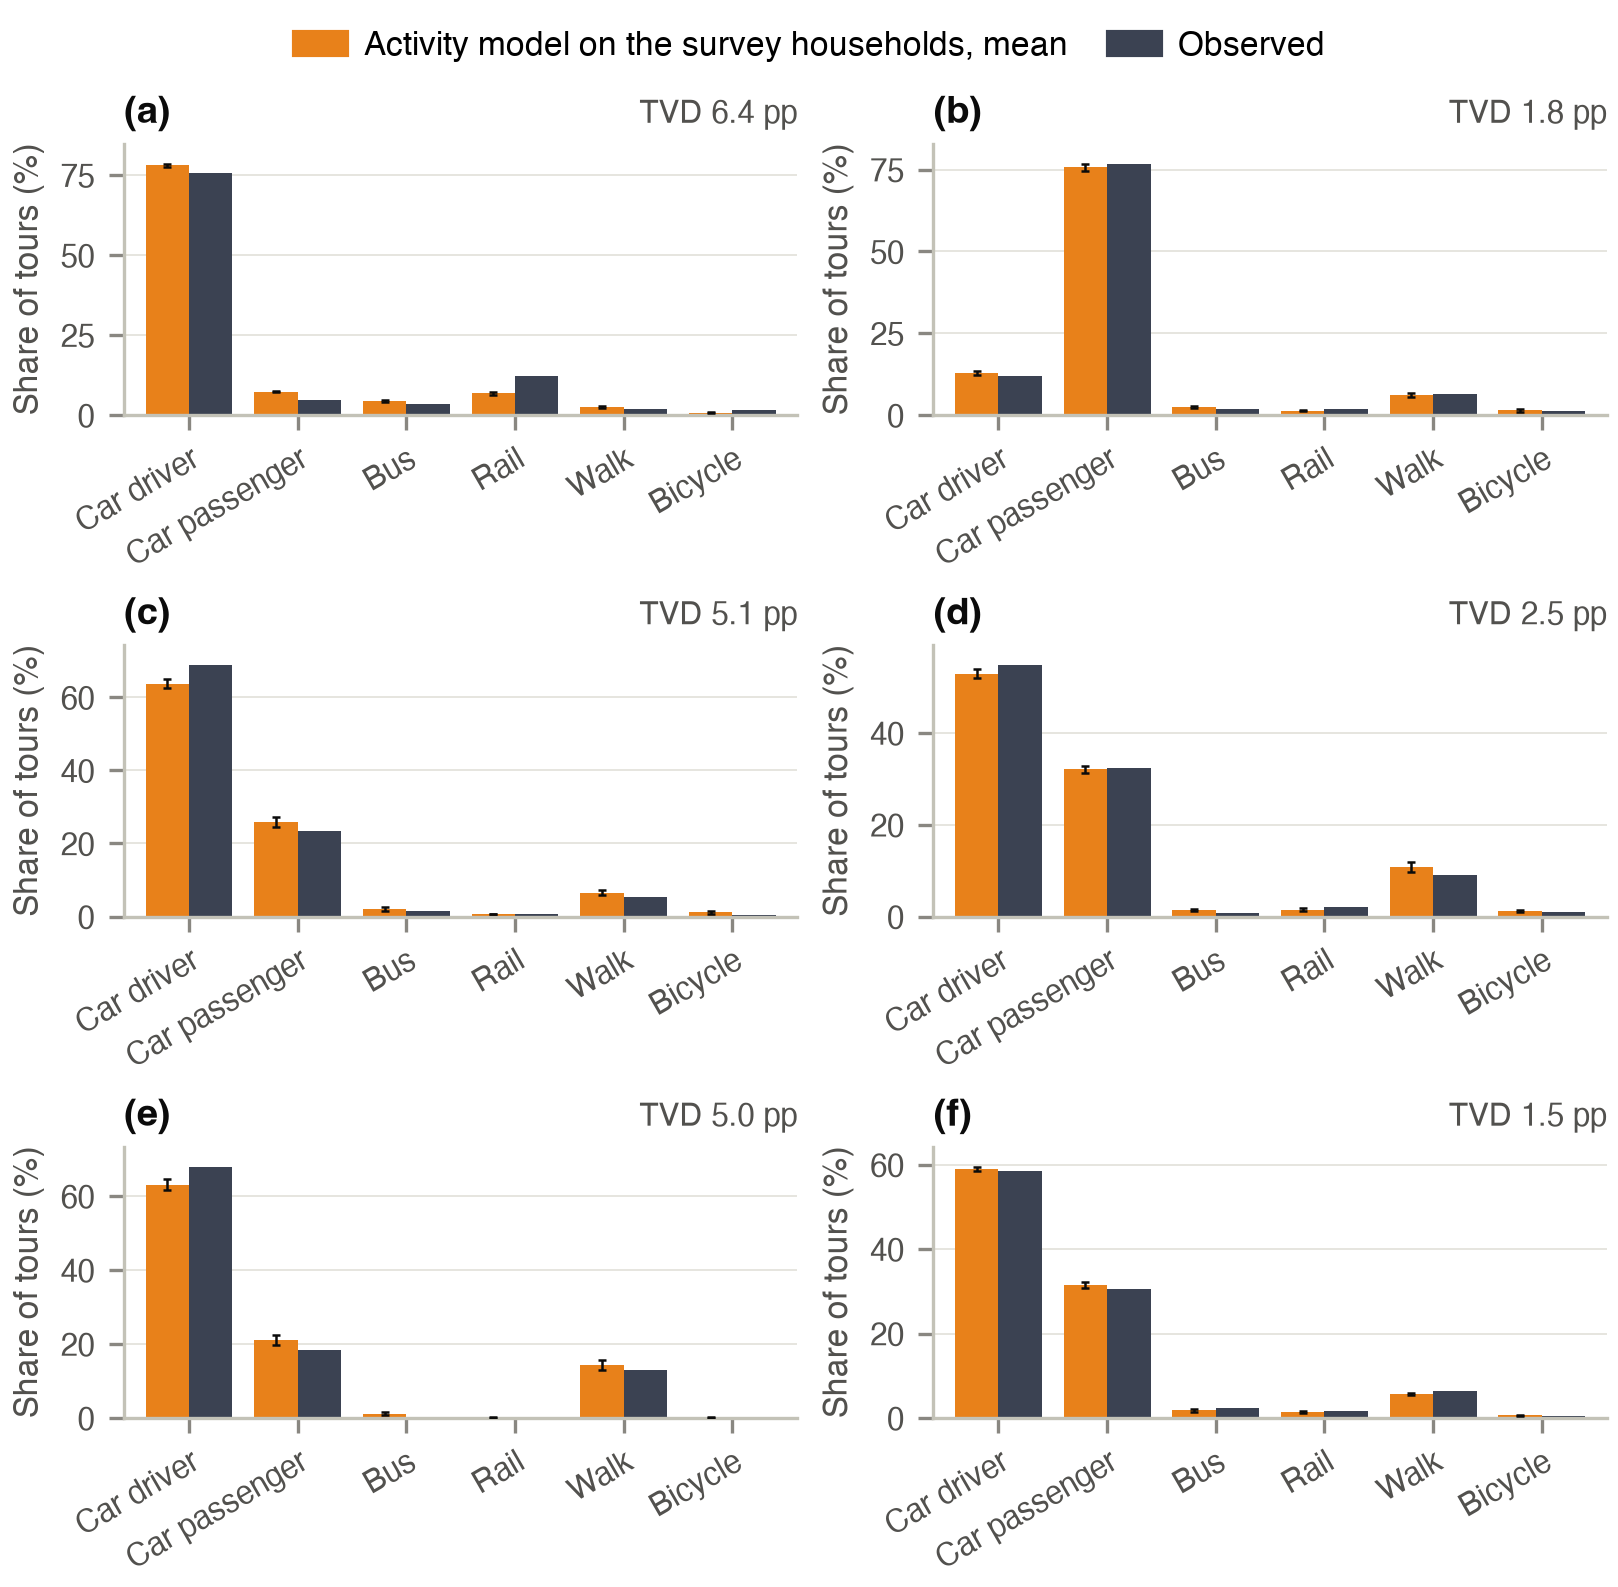 Activity model on the survey households, mean Observed
(a) TVD 6.4 pp
Share of tours (%)
75
50
25
0
Car driver
Car passenger
Bus
Rail
Walk
Bicycle
(b) TVD 1.8 pp
Share of tours (%)
75
50
25
0
Car driver
Car passenger
Bus
Rail
Walk
Bicycle
(c) TVD 5.1 pp
Share of tours (%)
60
40
20
0
Car driver
Car passenger
Bus
Rail
Walk
Bicycle
(d) TVD 2.5 pp
Share of tours (%)
40
20
0
Car driver
Car passenger
Bus
Rail
Walk
Bicycle
(e) TVD 5.0 pp
Share of tours (%)
60
40
20
0
Car driver
Car passenger
Bus
Rail
Walk
Bicycle
(f) TVD 1.5 pp
Share of tours (%)
60
40
20
0
Car driver
Car passenger
Bus
Rail
Walk
Bicycle